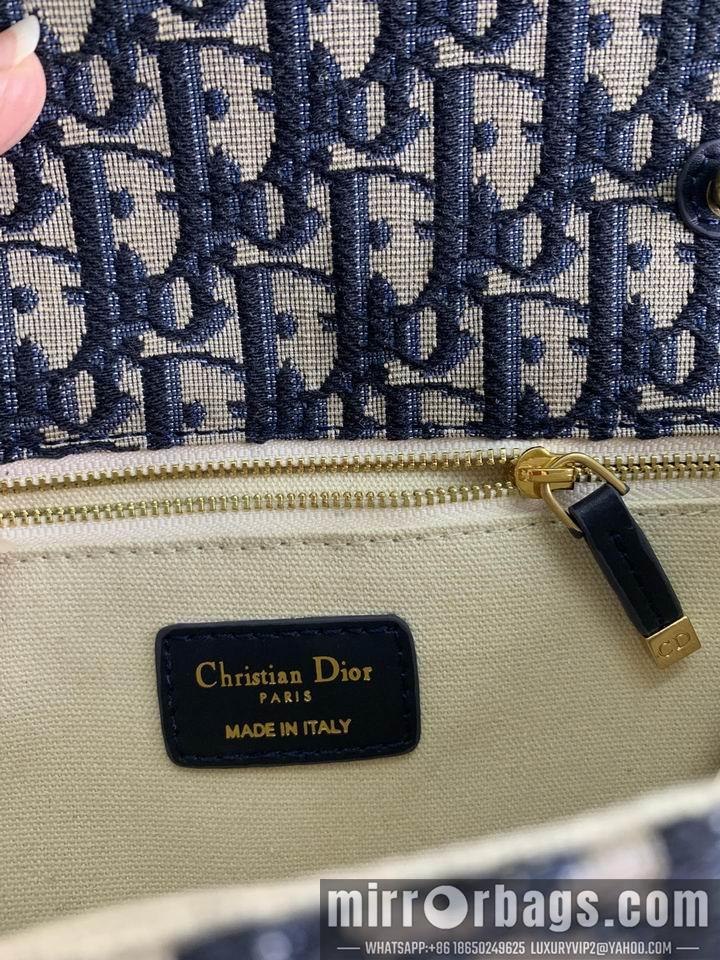 CD
Christian Dior
PARIS
MADE IN ITALY
mirrorbags.com
WHATSAPP:+86 18650249625 LUXURYVIP2@YAHOO.COM